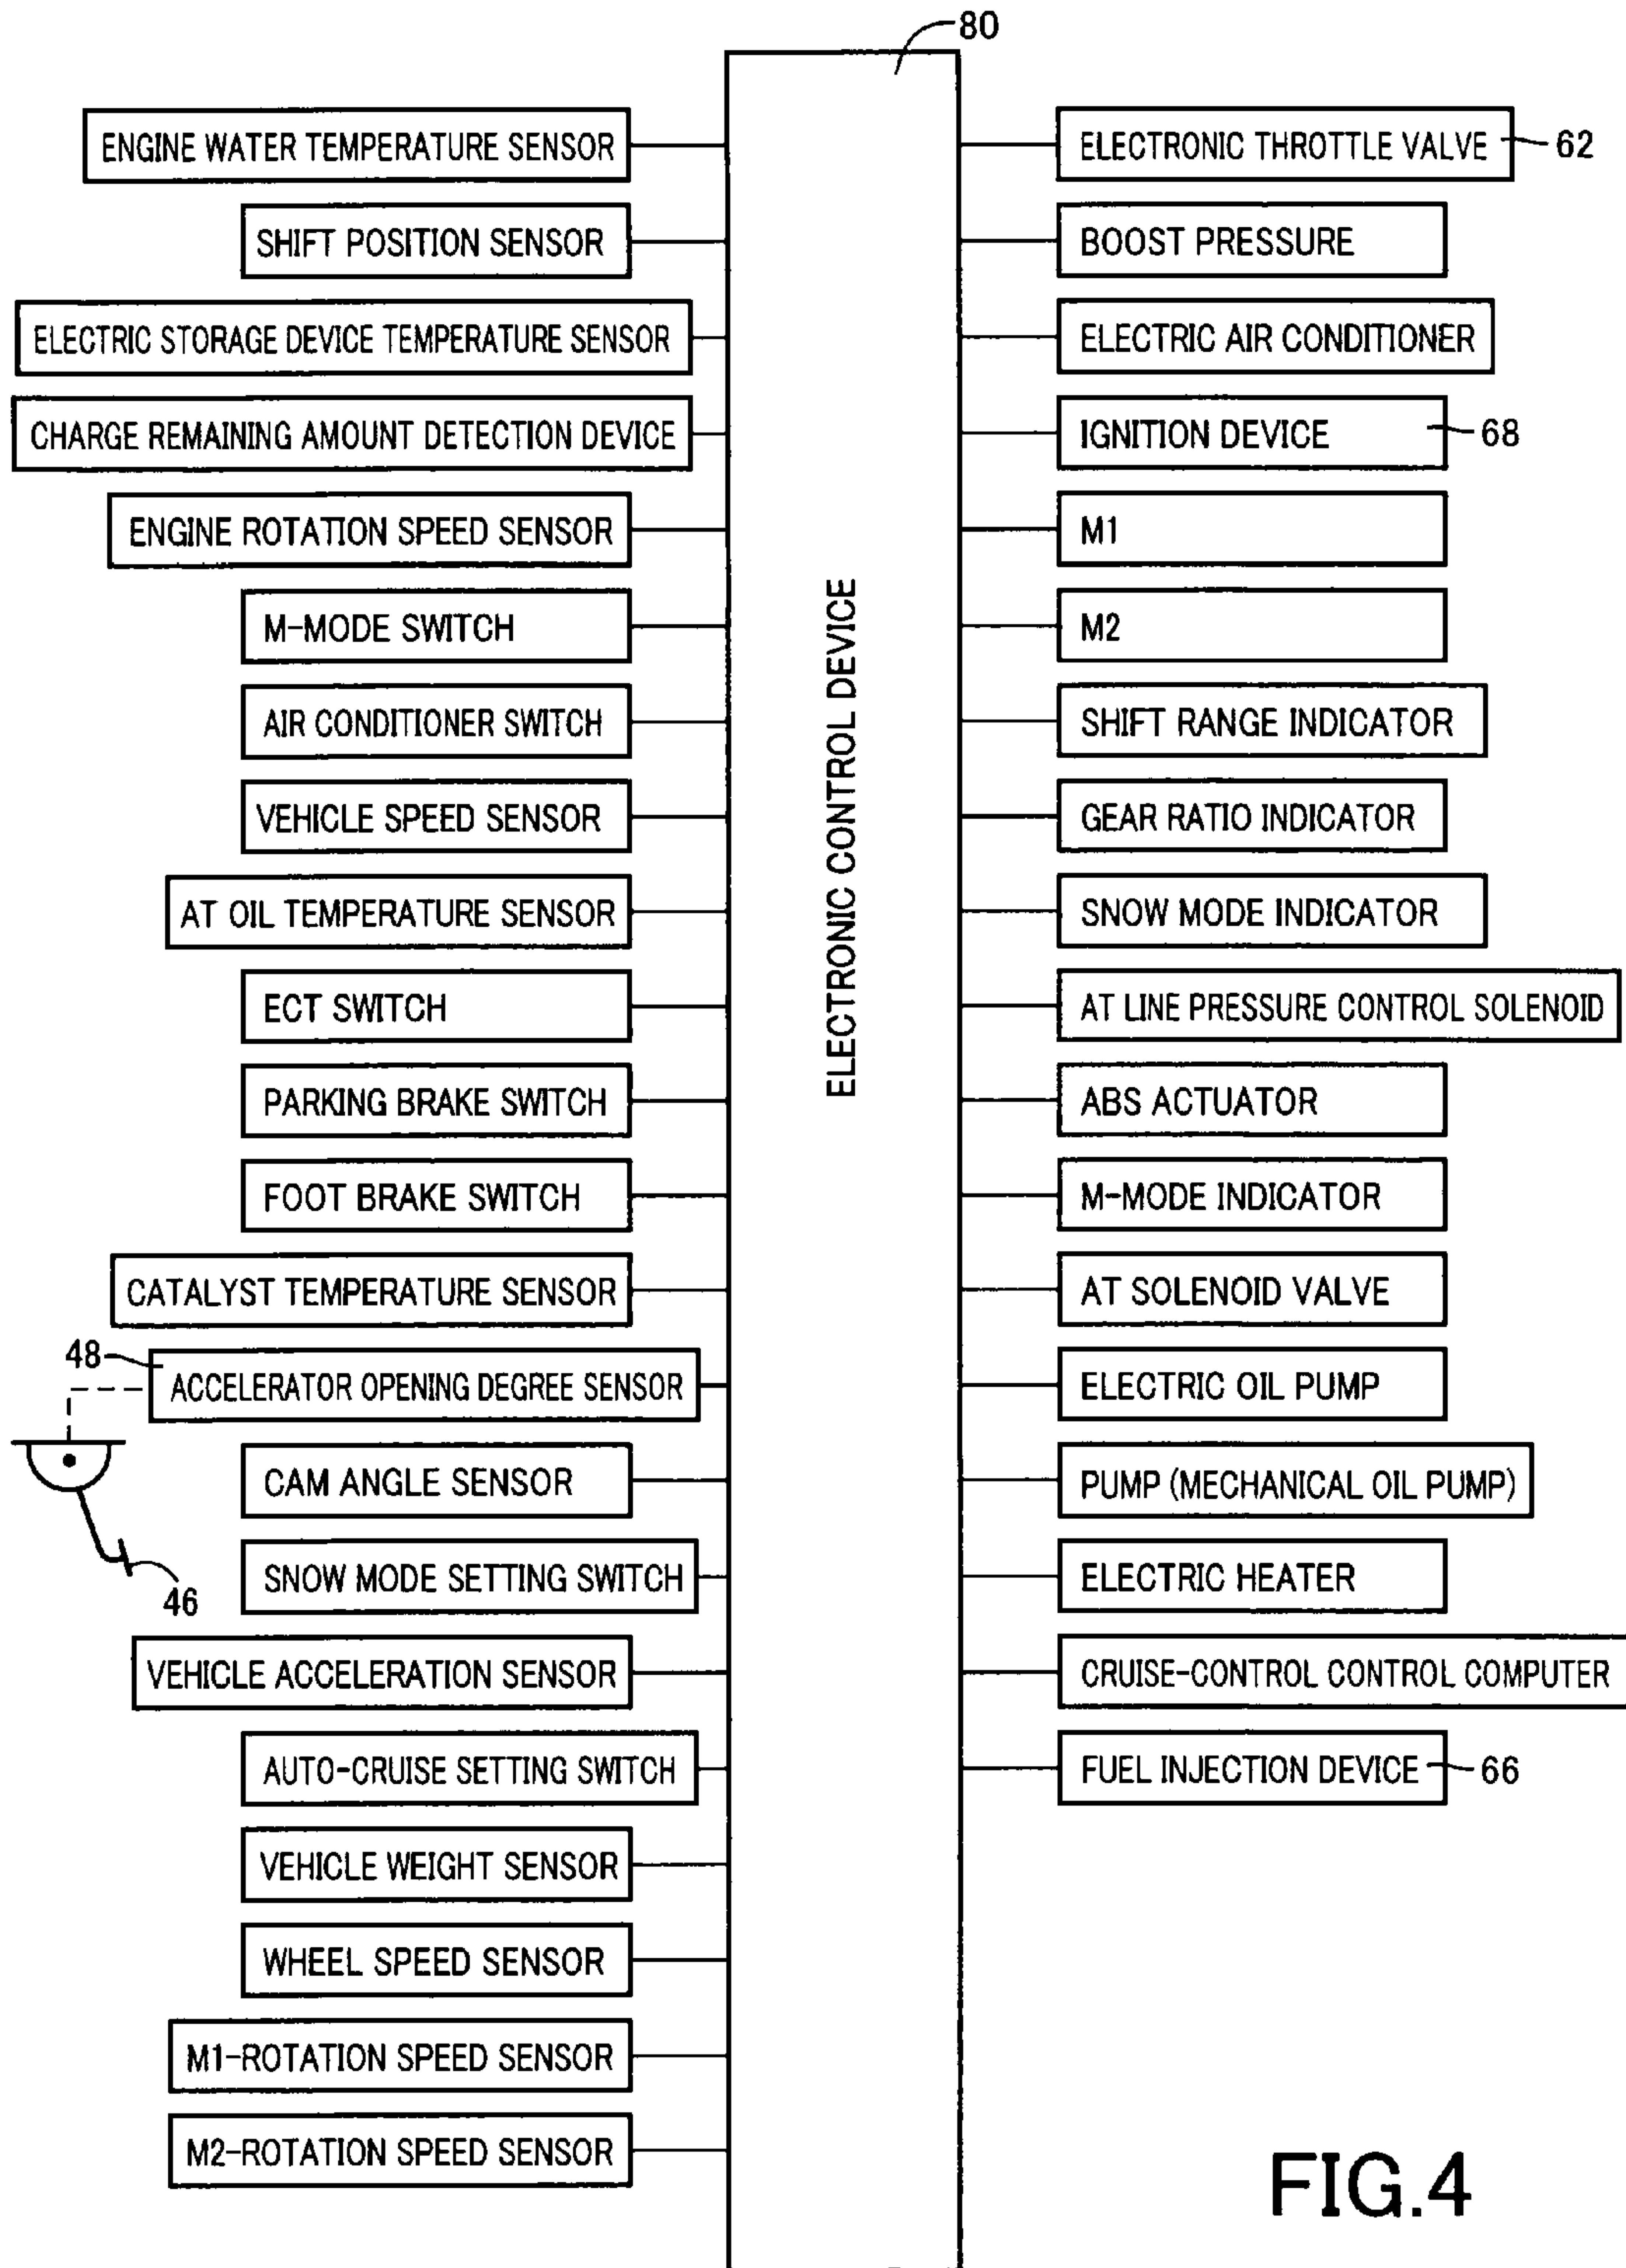 80
ENGINE WATER TEMPERATURE SENSOR
SHIFT POSITION SENSOR
ELECTRIC STORAGE DEVICE TEMPERATURE SENSOR
CHARGE REMAINING AMOUNT DETECTION DEVICE
ENGINE ROTATION SPEED SENSOR
M-MODE SWITCH
AIR CONDITIONER SWITCH
VEHICLE SPEED SENSOR
AT OIL TEMPERATURE SENSOR
ECT SWITCH
PARKING BRAKE SWITCH
FOOT BRAKE SWITCH
CATALYST TEMPERATURE SENSOR
48
ACCELERATOR OPENING DEGREE SENSOR
CAM ANGLE SENSOR
46
SNOW MODE SETTING SWITCH
VEHICLE ACCELERATION SENSOR
AUTO-CRUISE SETTING SWITCH
VEHICLE WEIGHT SENSOR
WHEEL SPEED SENSOR
M1-ROTATION SPEED SENSOR
M2-ROTATION SPEED SENSOR
ELECTRONIC CONTROL DEVICE
ELECTRONIC THROTTLE VALVE 62
BOOST PRESSURE
ELECTRIC AIR CONDITIONER
IGNITION DEVICE 68
M1
M2
SHIFT RANGE INDICATOR
GEAR RATIO INDICATOR
SNOW MODE INDICATOR
AT LINE PRESSURE CONTROL SOLENOID
ABS ACTUATOR
M-MODE INDICATOR
AT SOLENOID VALVE
ELECTRIC OIL PUMP
PUMP (MECHANICAL OIL PUMP)
ELECTRIC HEATER
CRUISE-CONTROL CONTROL COMPUTER
FUEL INJECTION DEVICE 66
FIG.4